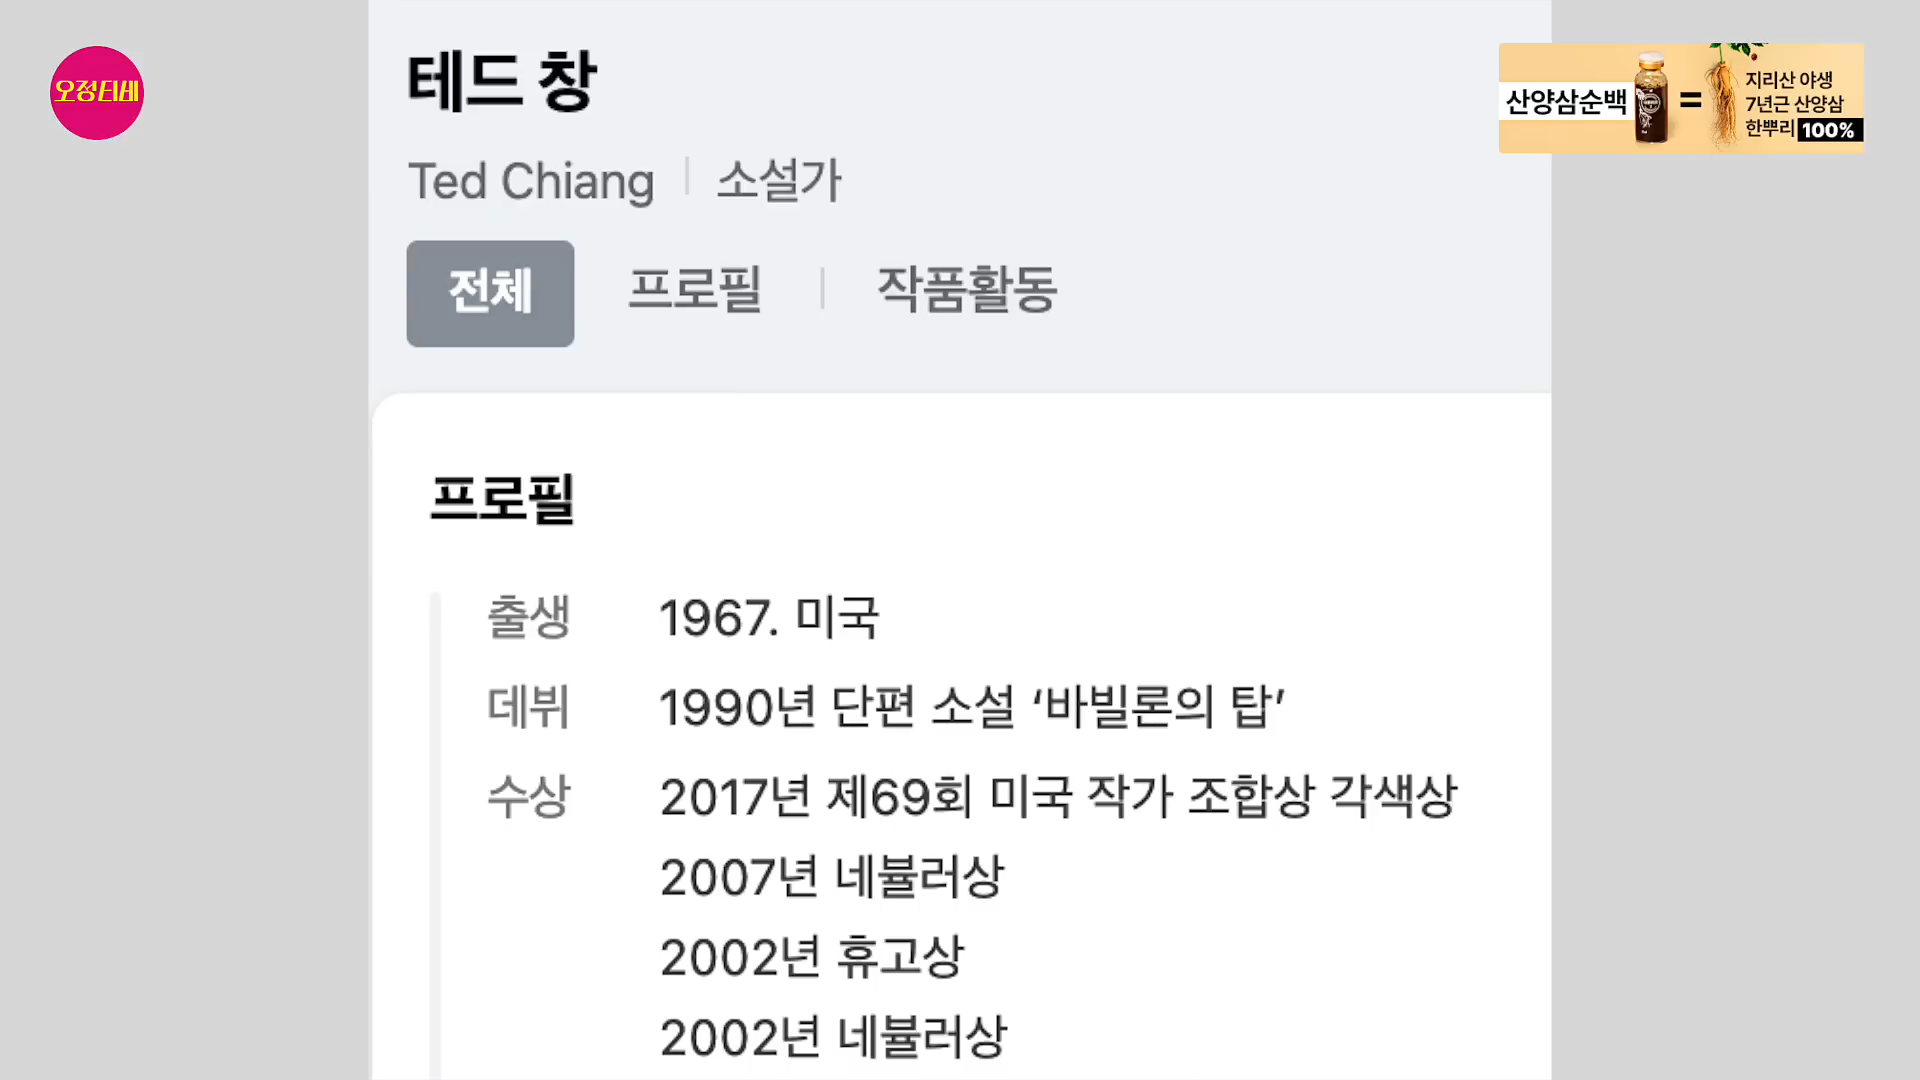 오정티비
테드 창
Ted Chiang 소설가
전체 프로필 작품활동
산양삼순백 =
지리산 야생
7년근 산양삼
한뿌리 100%
프로필
출생 1967. 미국
데뷔 1990년 단편 소설 ‘바빌론의 탑’
수상 2017년 제69회 미국 작가 조합상 각색상
2007년 네뷸러상
2002년 휴고상
2002년 네뷸러상